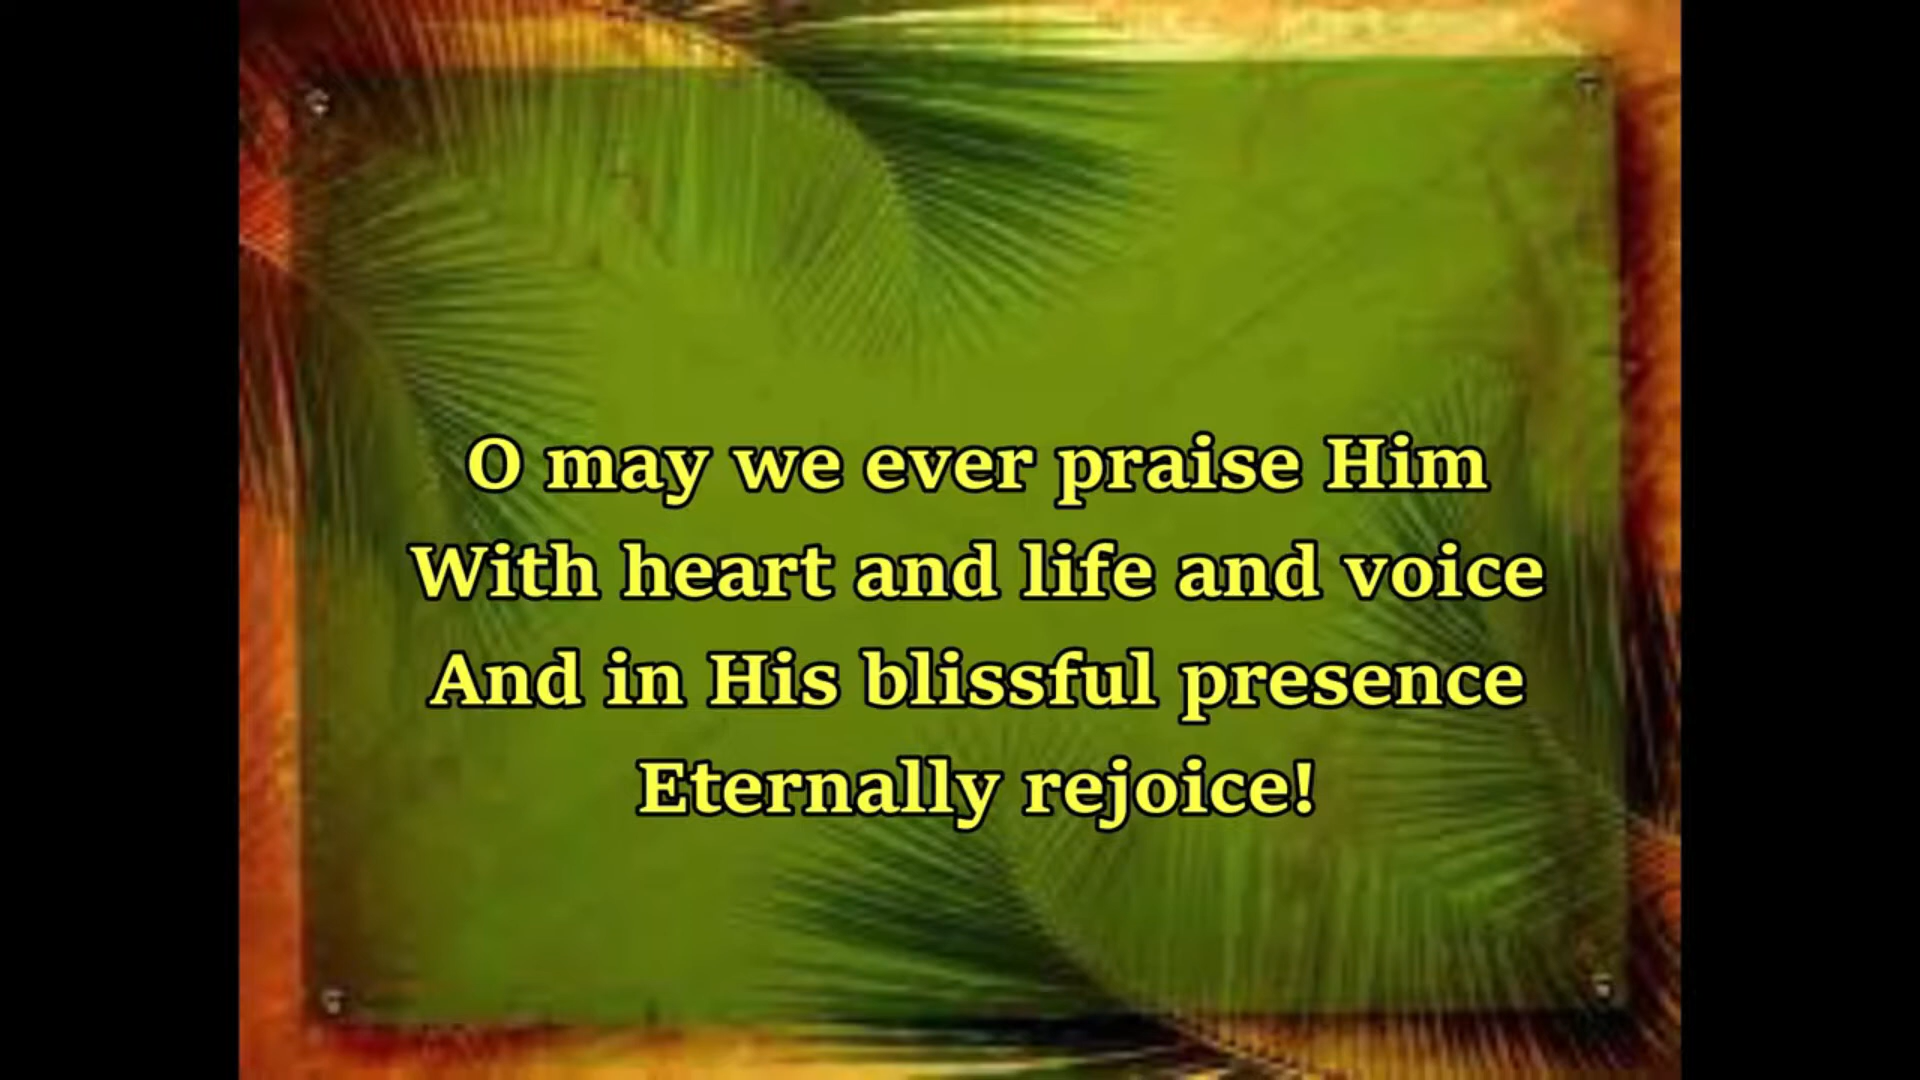 O may we ever praise Him
With heart and life and voice
And in His blissful presence
Eternally rejoice!